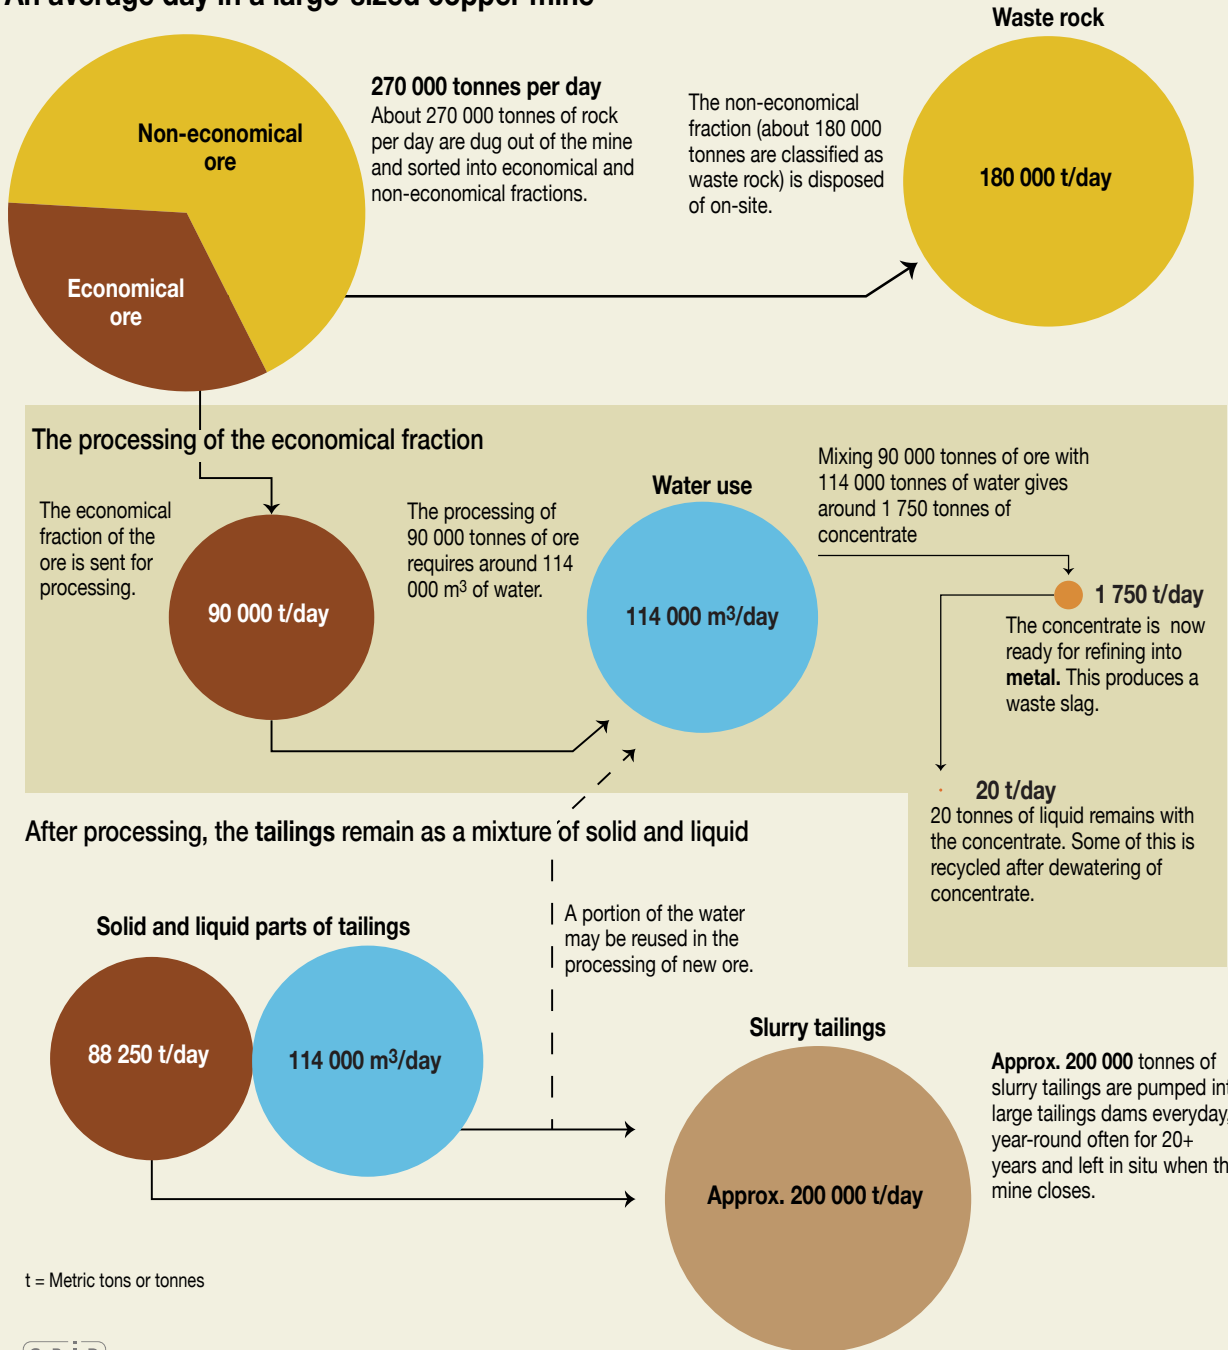 An average day in a large-sized copper mine
Waste rock
Non-economical
ore
Economical
ore
270 000 tonnes per day
About 270 000 tonnes of rock
per day are dug out of the mine
and sorted into economical and
non-economical fractions.
The non-economical
fraction (about 180 000
tonnes are classified as
waste rock) is disposed
of on-site.
180 000 t/day
The processing of the economical fraction
The economical
fraction of the
ore is sent for
processing.
90 000 t/day
The processing of
90 000 tonnes of ore
requires around 114
000 m³ of water.
Water use
114 000 m³/day
Mixing 90 000 tonnes of ore with
114 000 tonnes of water gives
around 1 750 tonnes of
concentrate
1 750 t/day
The concentrate is now
ready for refining into
metal. This produces a
waste slag.
20 t/day
20 tonnes of liquid remains with
the concentrate. Some of this is
recycled after dewatering of
concentrate.
After processing, the tailings remain as a mixture of solid and liquid
Solid and liquid parts of tailings
88 250 t/day
114 000 m³/day
A portion of the water
may be reused in the
processing of new ore.
Slurry tailings
Approx. 200 000 t/day
Approx. 200 000 tonnes of
slurry tailings are pumped int
large tailings dams everyday,
year-round often for 20+
years and left in situ when th
mine closes.
t = Metric tons or tonnes